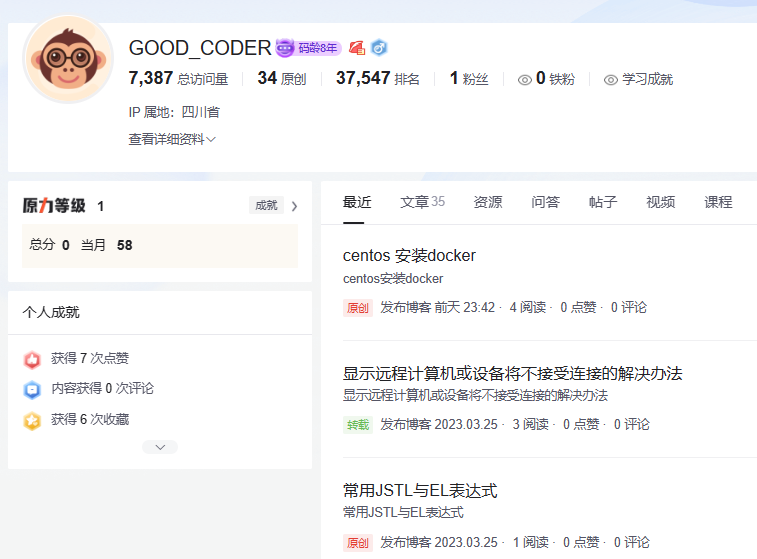 GOOD_CODER 码龄8年
7,387 总访问量 34 原创 37,547 排名 1 粉丝 0 铁粉 学习成就
IP 属地：四川省
查看详细资料
原力等级 1 成就
总分 0 当月 58
个人成就
获得 7 次点赞
内容获得 0 次评论
获得 6 次收藏
最近 文章 35 资源 问答 帖子 视频 课程
centos 安装docker
centos安装docker
原创 发布博客 前天 23:42 · 4 阅读 · 0 点赞 · 0 评论
显示远程计算机或设备将不接受连接的解决办法
显示远程计算机或设备将不接受连接的解决办法
转载 发布博客 2023.03.25 · 3 阅读 · 0 点赞 · 0 评论
常用JSTL与EL表达式
常用JSTL与EL表达式
原创 发布博客 2023.03.25 · 1 阅读 · 0 点赞 · 0 评论